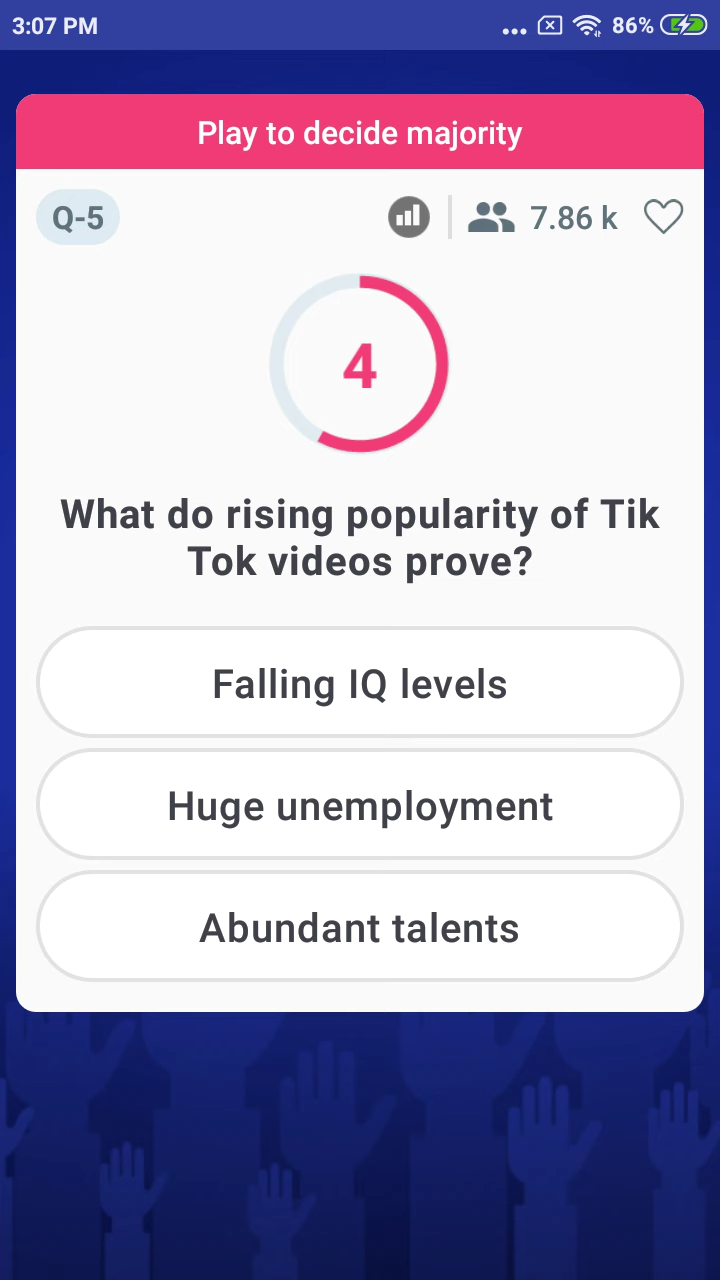 3:07 PM
86%
Play to decide majority
Q-5
7.86 k
4
What do rising popularity of Tik
Tok videos prove?
Falling IQ levels
Huge unemployment
Abundant talents